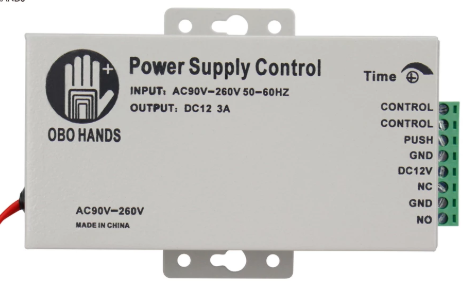 Power Supply Control
INPUT: AC90V-260V 50-60HZ
OUTPUT: DC12 3A
OBO HANDS
Time
CONTROL
CONTROL
PUSH
GND
DC12V
NC
GND
NO
AC90V-260V
MADE IN CHINA